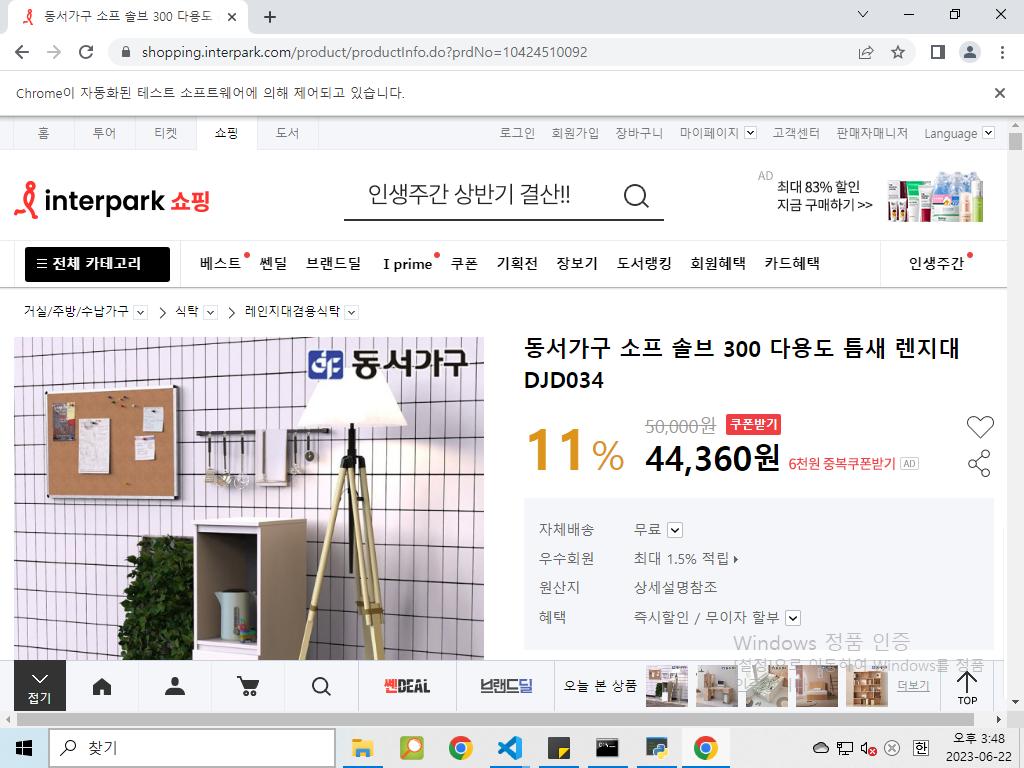 동서가구 소프 솔브 300 다용도
shopping.interpark.com/product/productInfo.do?prdNo=10424510092
Chrome이 자동화된 테스트 소프트웨어에 의해 제어되고 있습니다.
홈 투어 티켓 쇼핑 도서 로그인 회원가입 장바구니 마이페이지 고객센터 판매자매니저 Language
interpark 쇼핑
인생주간 상반기 결산!!
AD 최대 83% 할인
지금 구매하기 >>
전체 카테고리 베스트 쎈딜 브랜드딜 I prime 쿠폰 기획전 장보기 도서랭킹 회원혜택 카드혜택 인생주간
거실/주방/수납가구 식탁 레인지대겸용식탁
동서가구
동서가구 소프 솔브 300 다용도 틈새 렌지대
DJD034
11%
50,000원 쿠폰받기
44,360원 6천원 중복쿠폰받기 AD
자체배송 무료
우수회원 최대 1.5% 적립
원산지 상세설명참조
혜택 즉시할인 / 무이자 할부
Windows 정품 인증
[설정]으로 이동하여 Windows를 정품
접기
쎈DEAL
브랜드딜
오늘 본 상품
더보기
TOP
찾기
한
오후 3:48
2023-06-22